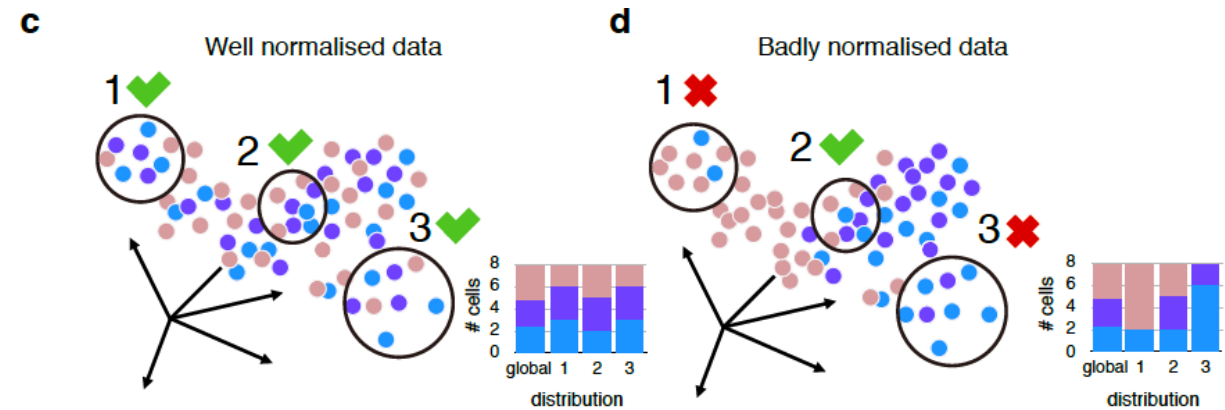 c
Well normalised data
1
2
3
8
6
4
2
0
# cells
global 1 2 3
distribution
d
Badly normalised data
1
2
3
8
6
4
2
0
# cells
global 1 2 3
distribution